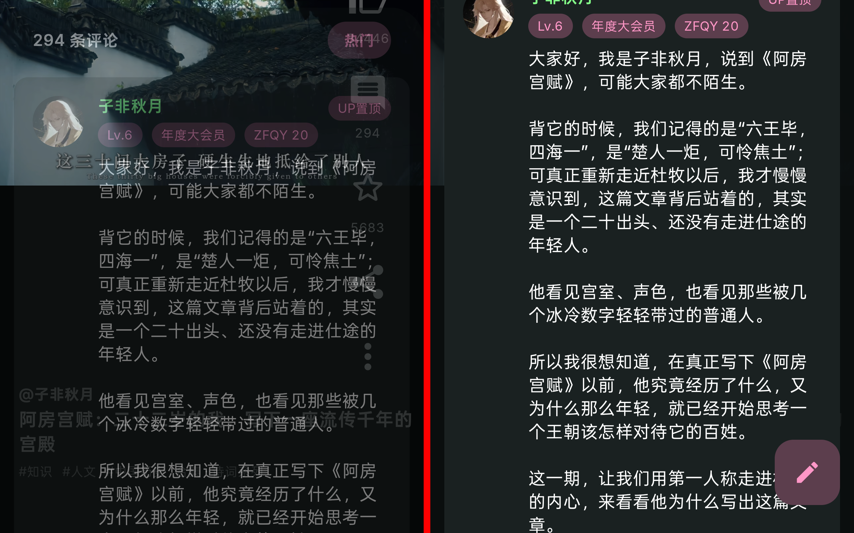 294 条评论
热门
子非秋月
UP置顶
Lv.6
年度大会员
ZFQY 20
294
大家好，我是子非秋月，说到《阿房
宫赋》，可能大家都不陌生。
5683
背它的时候，我们记得的是“六王毕，
四海一”，是“楚人一炬，可怜焦土”；
可真正重新走近杜牧以后，我才慢慢
意识到，这篇文章背后站着的，其实
是一个二十出头、还没有走进仕途的
年轻人。
@子非秋月
他看见宫室、声色，也看见那些被几
个冰冷数字轻轻带过的普通人。
阿房宫赋：
流传千年的
宫殿
#知识 #人文
所以我很想知道，在真正写下《阿房
宫赋》以前，他究竟经历了什么，又
为什么那么年轻，就已经开始思考一
子非秋月
UP置顶
Lv.6
年度大会员
ZFQY 20
大家好，我是子非秋月，说到《阿房
宫赋》，可能大家都不陌生。
背它的时候，我们记得的是“六王毕，
四海一”，是“楚人一炬，可怜焦土”；
可真正重新走近杜牧以后，我才慢慢
意识到，这篇文章背后站着的，其实
是一个二十出头、还没有走进仕途的
年轻人。
他看见宫室、声色，也看见那些被几
个冰冷数字轻轻带过的普通人。
所以我很想知道，在真正写下《阿房
宫赋》以前，他究竟经历了什么，又
为什么那么年轻，就已经开始思考一
个王朝该怎样对待它的百姓。
这一期，让我们用第一人称走进
的内心，来看看他为什么写出这篇文
章。